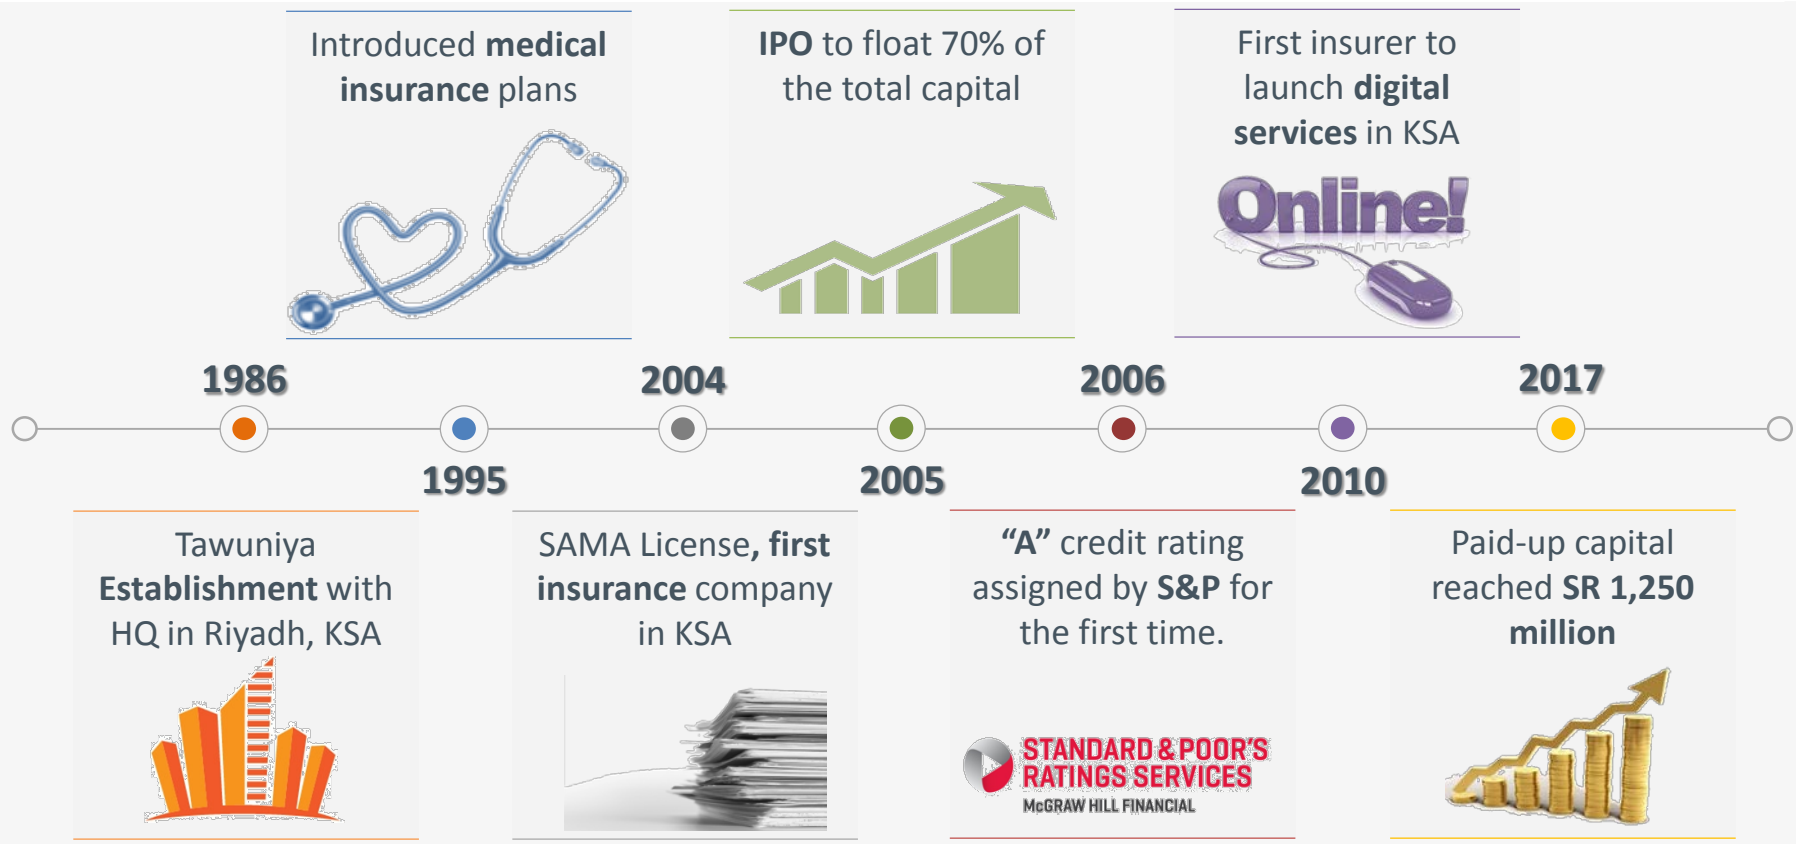 Introduced medical
insurance plans
IPO to float 70% of
the total capital
First insurer to
launch digital
services in KSA
Online!
1986
2004
2006
2017
1995
2005
2010
Tawuniya
Establishment with
HQ in Riyadh, KSA
SAMA License, first
insurance company
in KSA
“A” credit rating
assigned by S&P for
the first time.
STANDARD & POOR'S
RATINGS SERVICES
McGRAW HILL FINANCIAL
Paid-up capital
reached SR 1,250
million